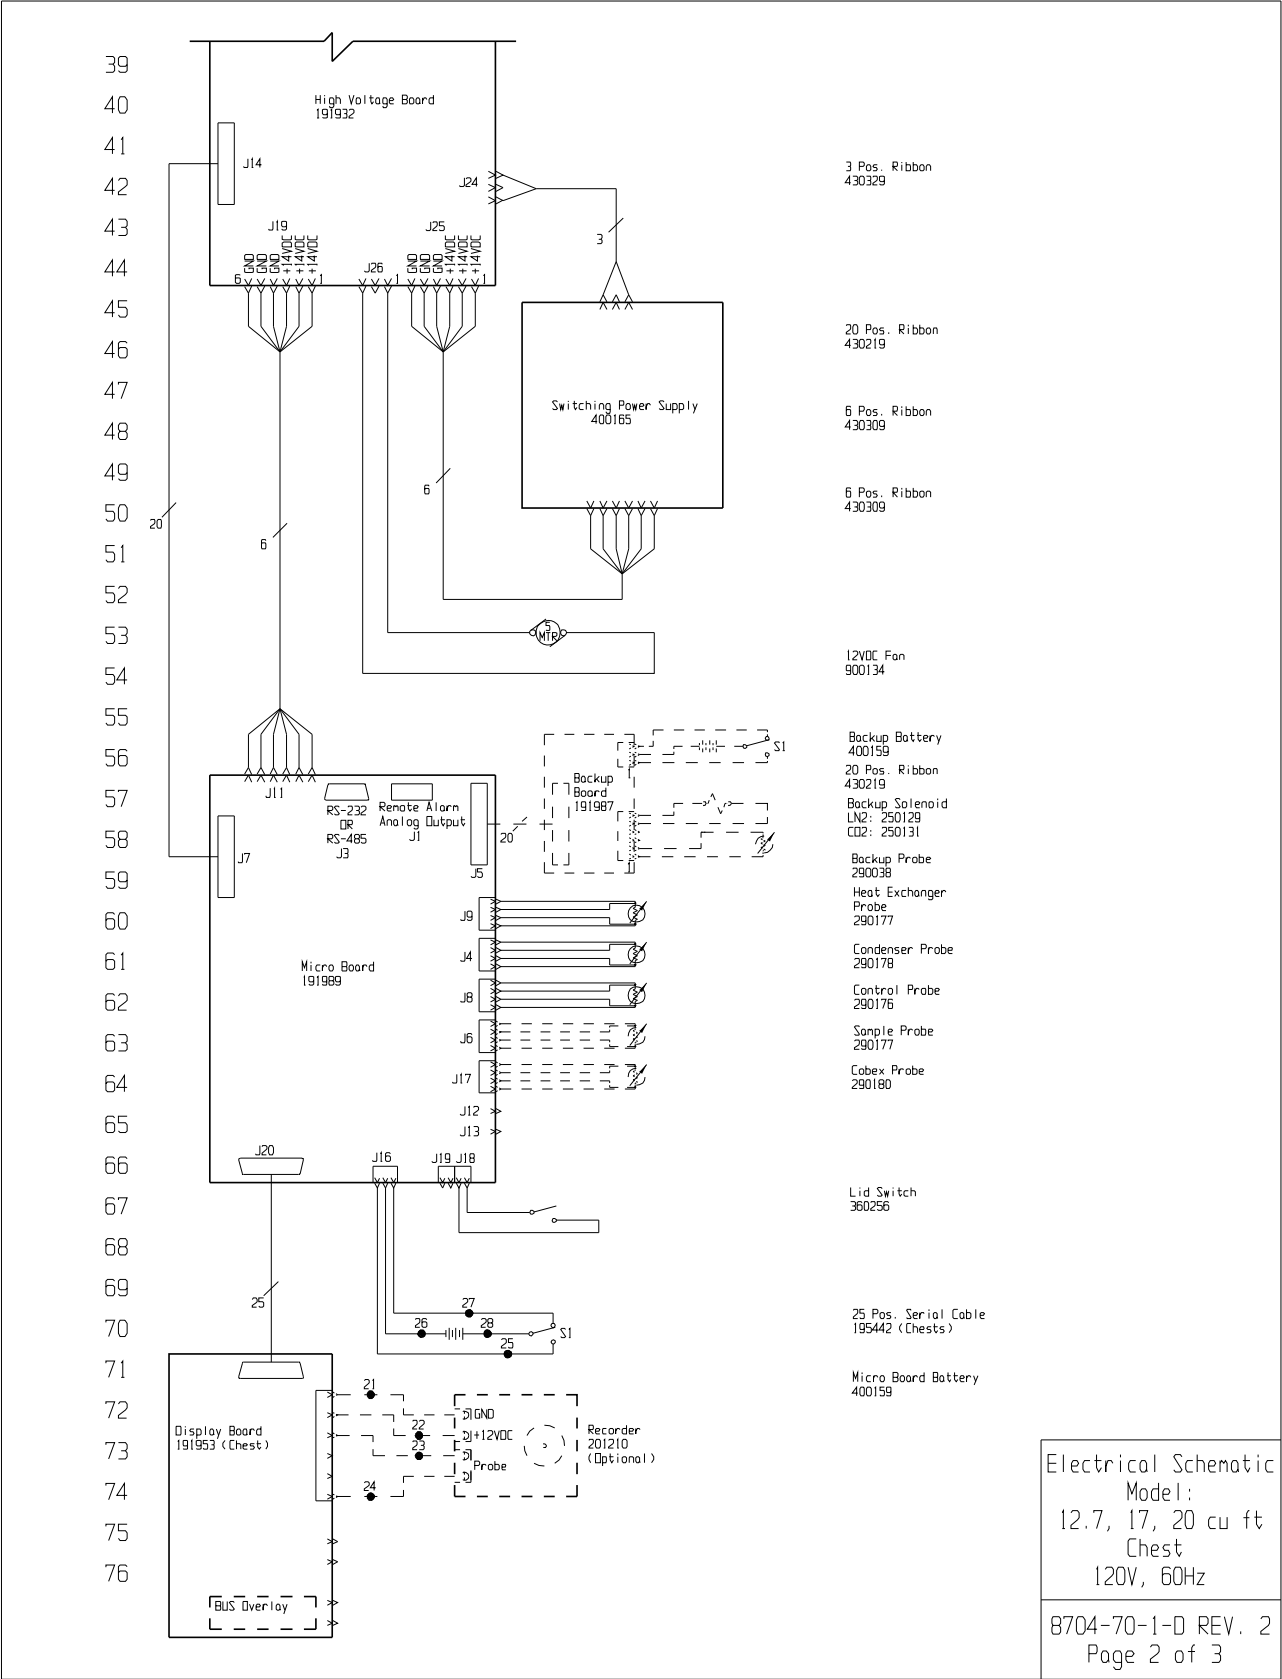 39
High Voltage Board
191932
40
41
J14
3 Pos. Ribbon
430329
42
J24
43
J19
J25
3
GND
GND
GND
+14VDC
+14VDC
+14VDC
GND
GND
GND
+14VDC
+14VDC
+14VDC
44
J26
6
1
1
1
45
20 Pos. Ribbon
430219
46
47
Switching Power Supply
400165
6 Pos. Ribbon
430309
48
49
6
6 Pos. Ribbon
430309
50
20
6
51
52
53
5
MTR
12VDC Fan
900134
54
55
S1
Backup Battery
400159
56
20 Pos. Ribbon
430219
Backup
Board
191987
57
J11
RS-232
OR
RS-485
J3
Remote Alarm
Analog Output
J1
Backup Solenoid
LN2: 250129
CO2: 250131
20
58
J7
J5
Backup Probe
290038
59
Heat Exchanger
Probe
290177
J9
60
Micro Board
191989
J4
61
Condenser Probe
290178
J8
62
Control Probe
290176
J6
63
Sample Probe
290177
J17
64
Cobex Probe
290180
J12
65
J13
J20
66
J16
J19
J18
67
Lid Switch
360256
68
69
25
27
25 Pos. Serial Cable
195442 (Chests)
70
26
28
S1
25
71
Micro Board Battery
400159
21
72
GND
Display Board
191953 (Chest)
22
+12VDC
Recorder
201210
(Optional)
73
23
Probe
74
24
75
76
BUS Overlay
Electrical Schematic
Model:
12.7, 17, 20 cu ft
Chest
120V, 60Hz
8704-70-1-D REV. 2
Page 2 of 3